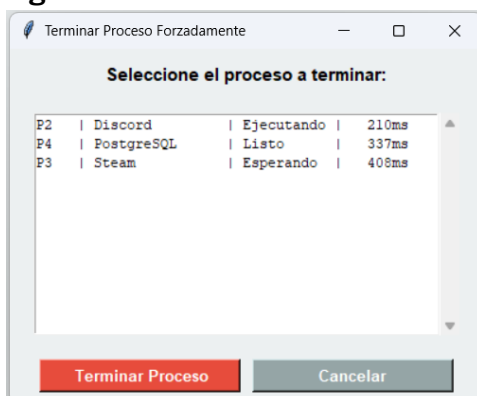 Terminar Proceso Forzadamente
Seleccione el proceso a terminar:
P2 | Discord | Ejecutando | 210ms
P4 | PostgreSQL | Listo | 337ms
P3 | Steam | Esperando | 408ms
Terminar Proceso Cancelar